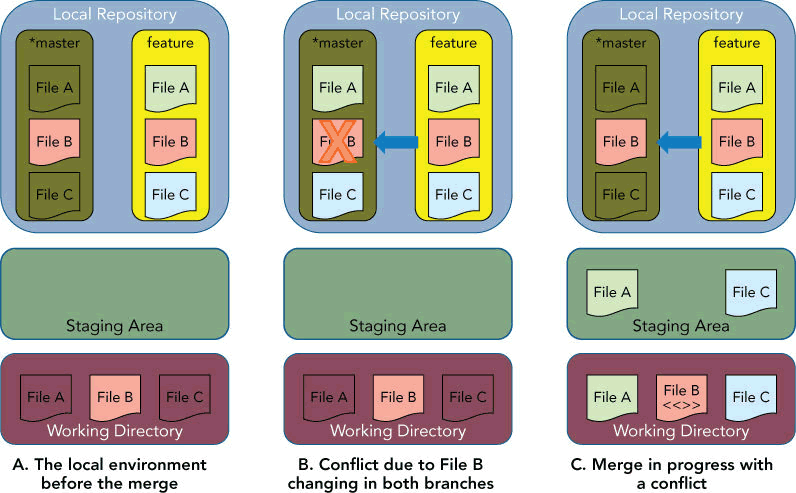 Local Repository
*master
feature
File A
File A
File B
File B
File C
File C
Staging Area
File A
File B
File C
Working Directory
A. The local environment
before the merge
Local Repository
*master
feature
File A
File A
X
File B
File B
File C
File C
Staging Area
File A
File B
File C
Working Directory
B. Conflict due to File B
changing in both branches
Local Repository
*master
feature
File A
File A
File B
File B
File C
File C
File A
File C
Staging Area
File A
File B
<<>>
File C
Working Directory
C. Merge in progress with
a conflict